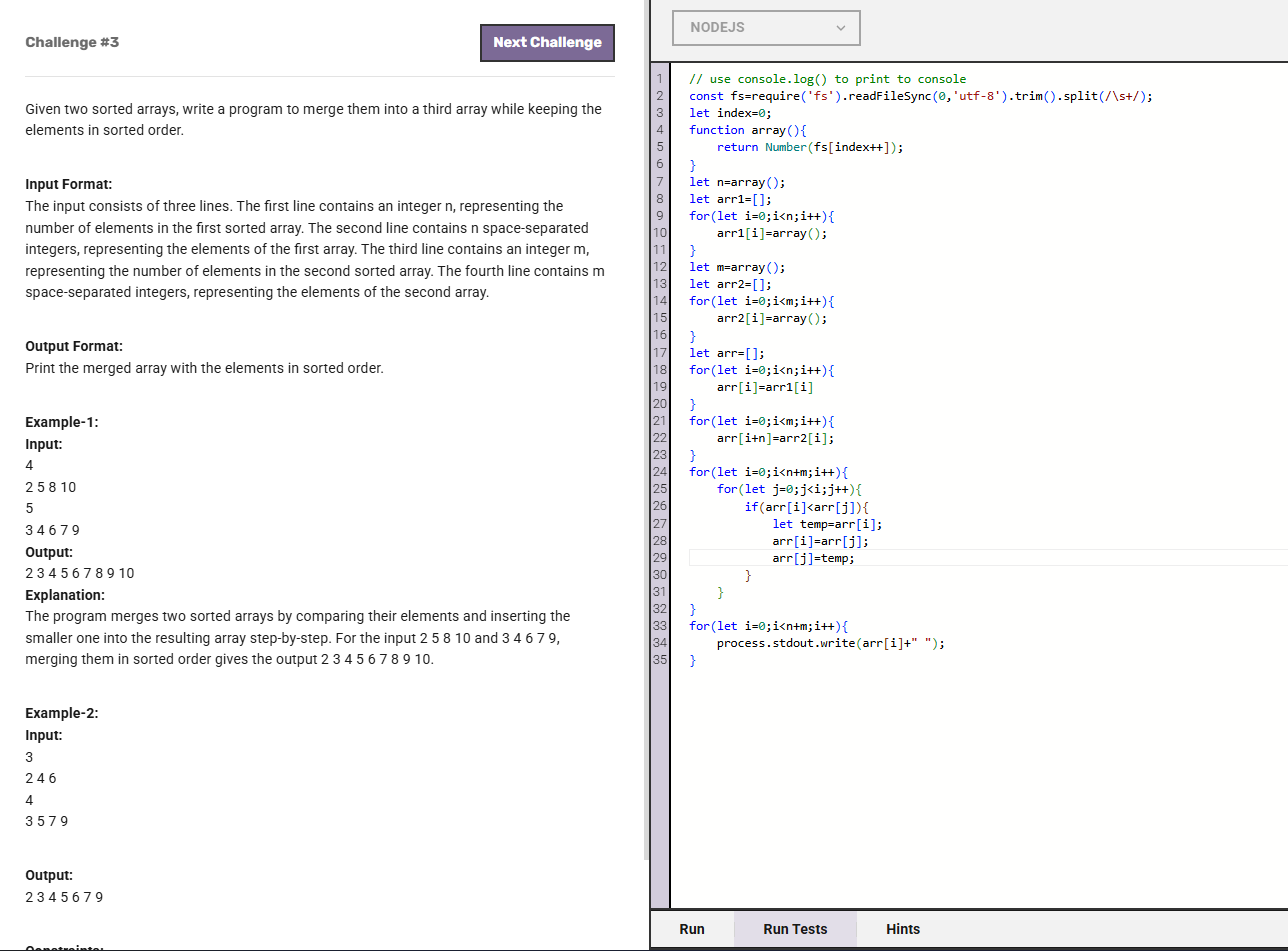 Challenge #3
Next Challenge
Given two sorted arrays, write a program to merge them into a third array while keeping the
elements in sorted order.
Input Format:
The input consists of three lines. The first line contains an integer n, representing the
number of elements in the first sorted array. The second line contains n space-separated
integers, representing the elements of the first array. The third line contains an integer m,
representing the number of elements in the second sorted array. The fourth line contains m
space-separated integers, representing the elements of the second array.
Output Format:
Print the merged array with the elements in sorted order.
Example-1:
Input:
4
2 5 8 10
5
3 4 6 7 9
Output:
2 3 4 5 6 7 8 9 10
Explanation:
The program merges two sorted arrays by comparing their elements and inserting the
smaller one into the resulting array step-by-step. For the input 2 5 8 10 and 3 4 6 7 9,
merging them in sorted order gives the output 2 3 4 5 6 7 8 9 10.
Example-2:
Input:
3
2 4 6
4
3 5 7 9
Output:
2 3 4 5 6 7 9
Constraints:
NODEJS
1 // use console.log() to print to console
2 const fs=require('fs').readFileSync(0,'utf-8').trim().split(/\s+/);
3 let index=0;
4 function array(){
5     return Number(fs[index++]);
6 }
7 let n=array();
8 let arr1=[];
9 for(let i=0;i<n;i++){
10     arr1[i]=array();
11 }
12 let m=array();
13 let arr2=[];
14 for(let i=0;i<m;i++){
15     arr2[i]=array();
16 }
17 let arr=[];
18 for(let i=0;i<n;i++){
19     arr[i]=arr1[i]
20 }
21 for(let i=0;i<m;i++){
22     arr[i+n]=arr2[i];
23 }
24 for(let i=0;i<n+m;i++){
25     for(let j=0;j<i;j++){
26         if(arr[i]<arr[j]){
27             let temp=arr[i];
28             arr[i]=arr[j];
29             arr[j]=temp;
30         }
31     }
32 }
33 for(let i=0;i<n+m;i++){
34     process.stdout.write(arr[i]+" ");
35 }
Run
Run Tests
Hints